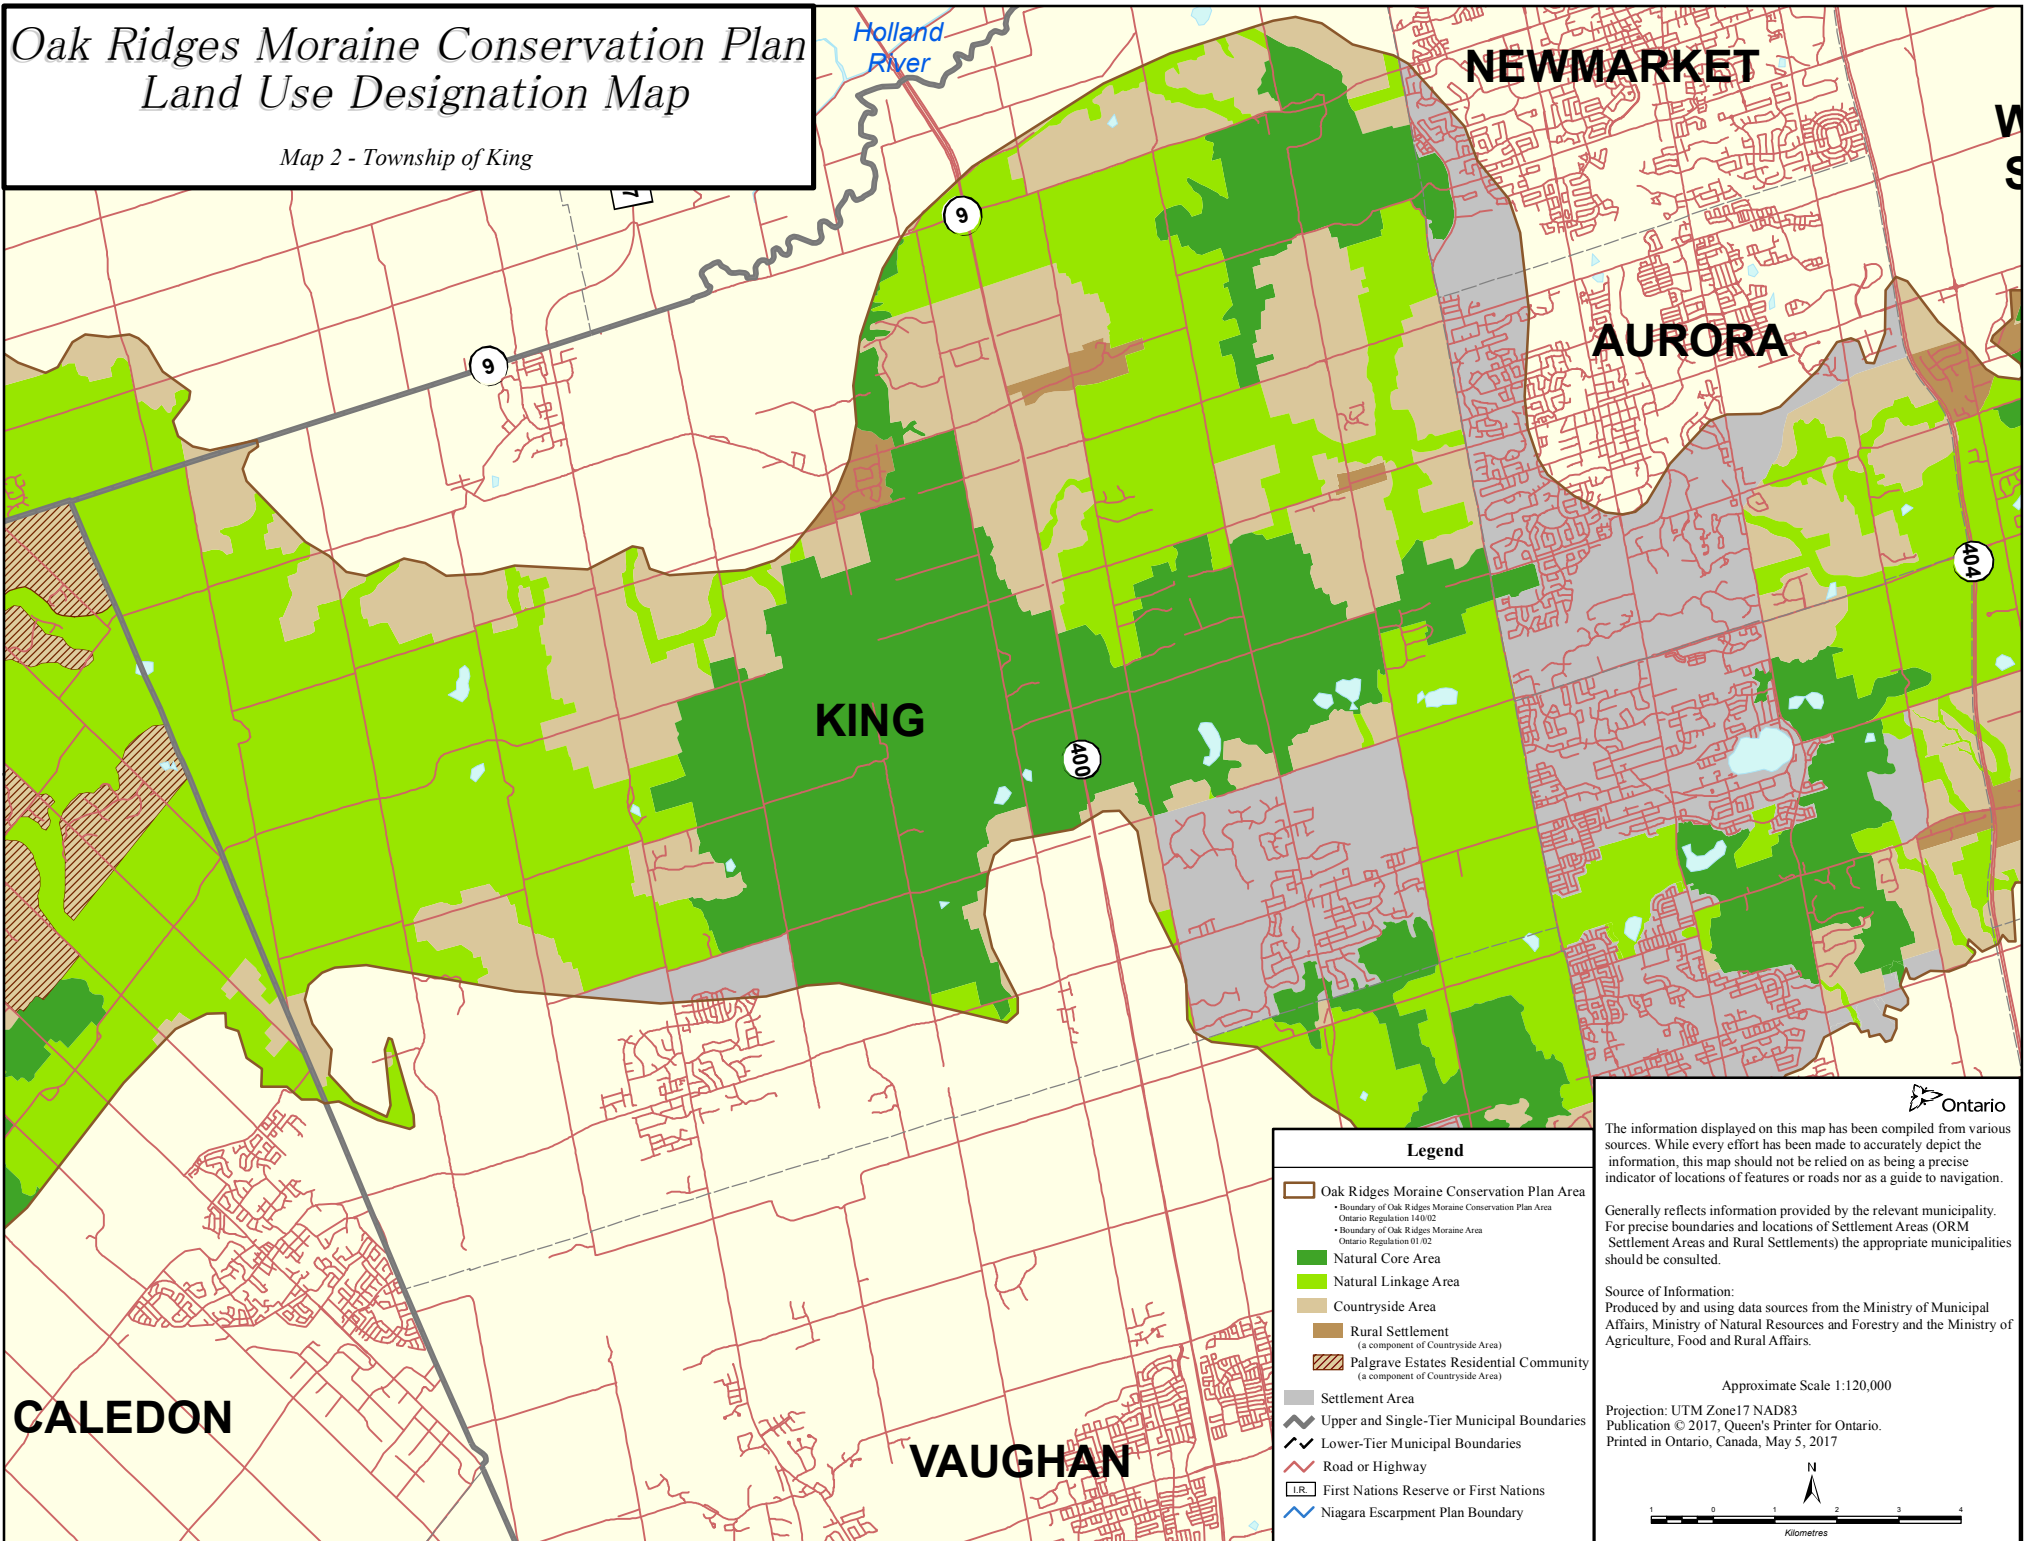 Oak Ridges Moraine Conservation Plan
Land Use Designation Map
Map 2 - Township of King
Holland
River
NEWMARKET
W
S
7
9
9
AURORA
404
KING
400
CALEDON
VAUGHAN
Legend
Oak Ridges Moraine Conservation Plan Area
• Boundary of Oak Ridges Moraine Conservation Plan Area
Ontario Regulation 140/02
• Boundary of Oak Ridges Moraine Area
Ontario Regulation 01/02
Natural Core Area
Natural Linkage Area
Countryside Area
Rural Settlement
(a component of Countryside Area)
Palgrave Estates Residential Community
(a component of Countryside Area)
Settlement Area
Upper and Single-Tier Municipal Boundaries
Lower-Tier Municipal Boundaries
Road or Highway
I.R. First Nations Reserve or First Nations
Niagara Escarpment Plan Boundary
Ontario
The information displayed on this map has been compiled from various
sources. While every effort has been made to accurately depict the
information, this map should not be relied on as being a precise
indicator of locations of features or roads nor as a guide to navigation.
Generally reflects information provided by the relevant municipality.
For precise boundaries and locations of Settlement Areas (ORM
Settlement Areas and Rural Settlements) the appropriate municipalities
should be consulted.
Source of Information:
Produced by and using data sources from the Ministry of Municipal
Affairs, Ministry of Natural Resources and Forestry and the Ministry of
Agriculture, Food and Rural Affairs.
Approximate Scale 1:120,000
Projection: UTM Zone17 NAD83
Publication © 2017, Queen's Printer for Ontario.
Printed in Ontario, Canada, May 5, 2017
N
1 0 1 2 3 4
Kilometres